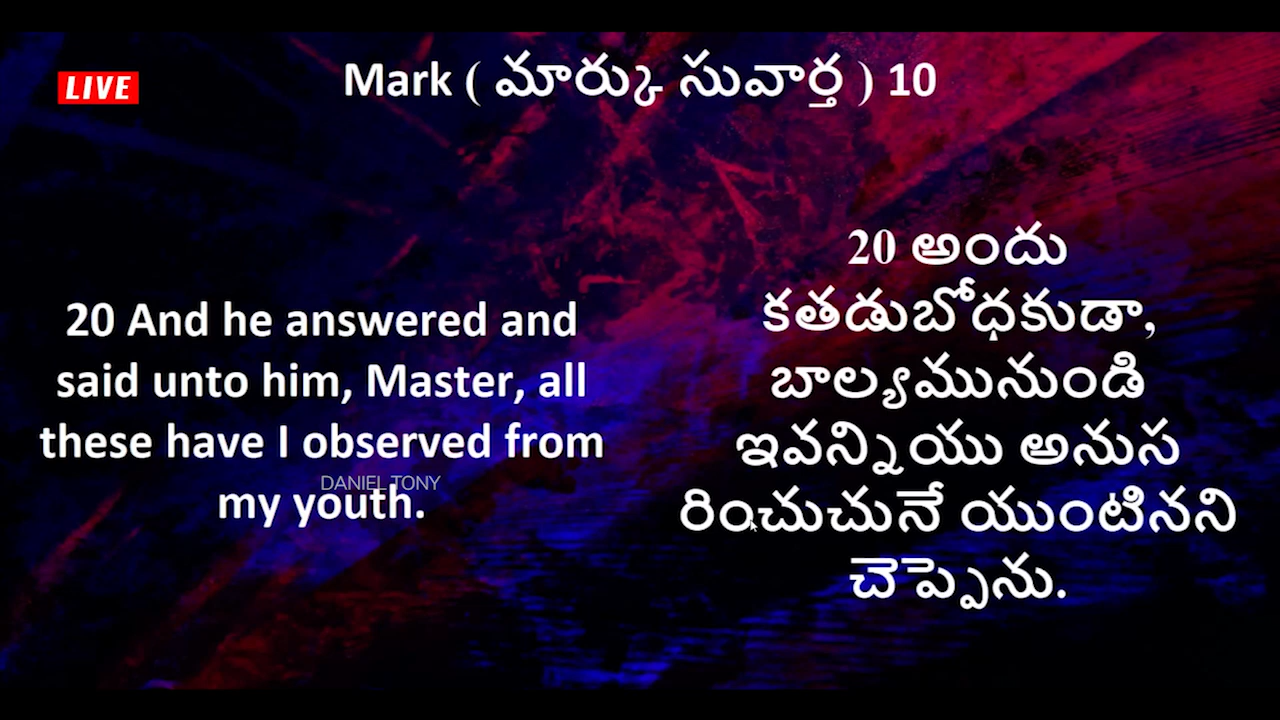 LIVE
Mark ( మార్కు సువార్త ) 10
20 And he answered and
said unto him, Master, all
these have I observed from
my youth.
DANIEL TONY
20 అందు
కతడుబోధకుడా,
బాల్యమునుండి
ఇవన్నియు అనుస
రించుచునే యుంటినని
చెప్పెను.